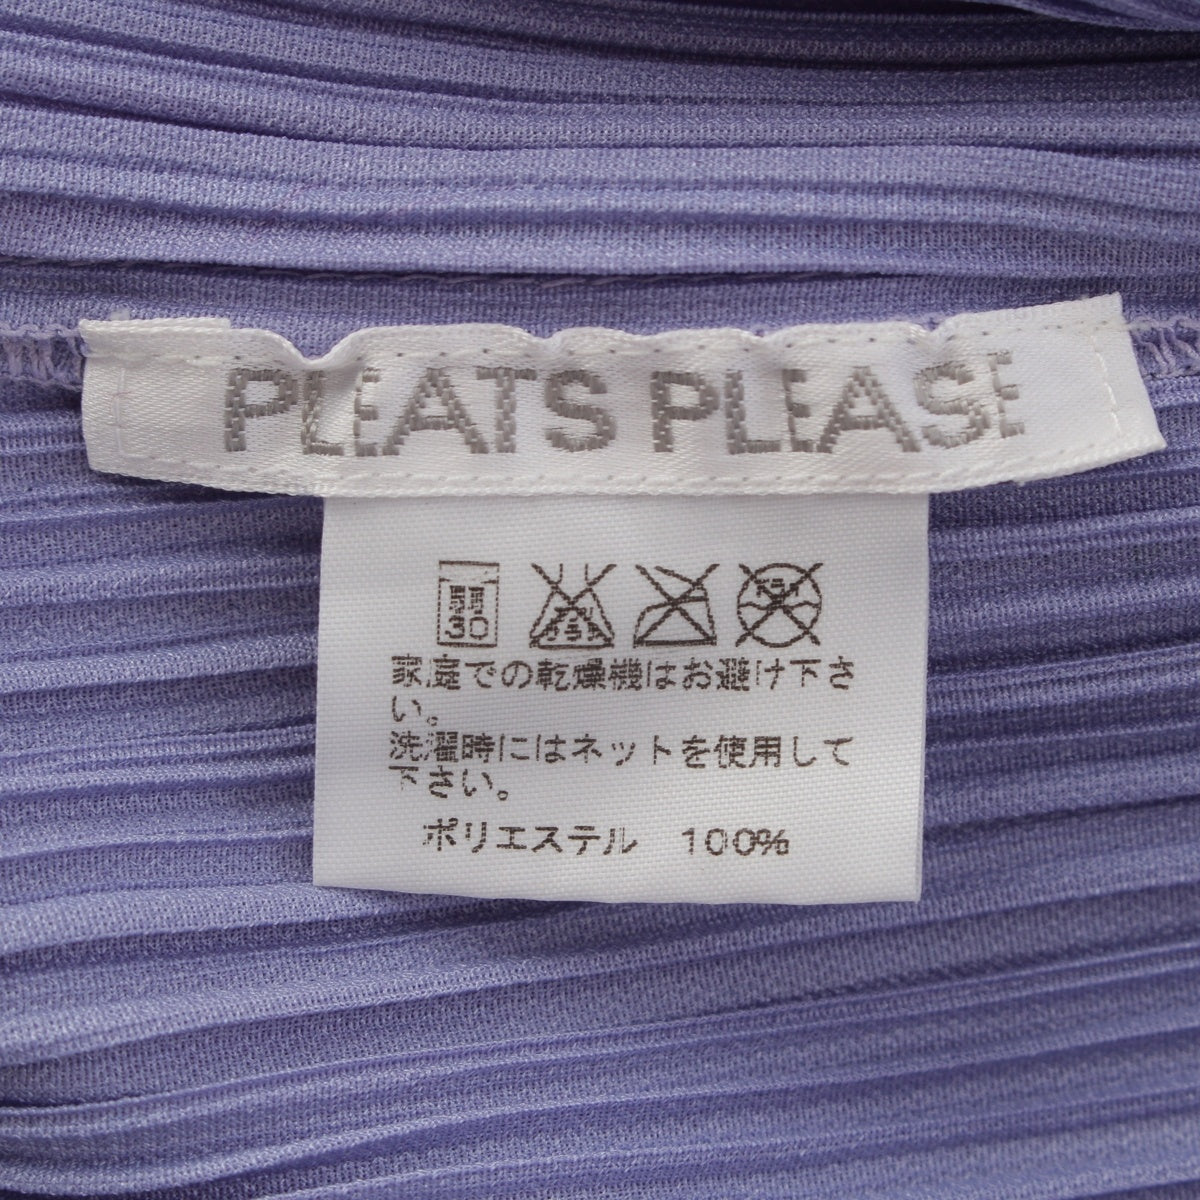 PLEATS PLEASE
弱
30
家庭での乾燥機はお避け下さ
い。
洗濯時にはネットを使用して
下さい。
ポリエステル 100%